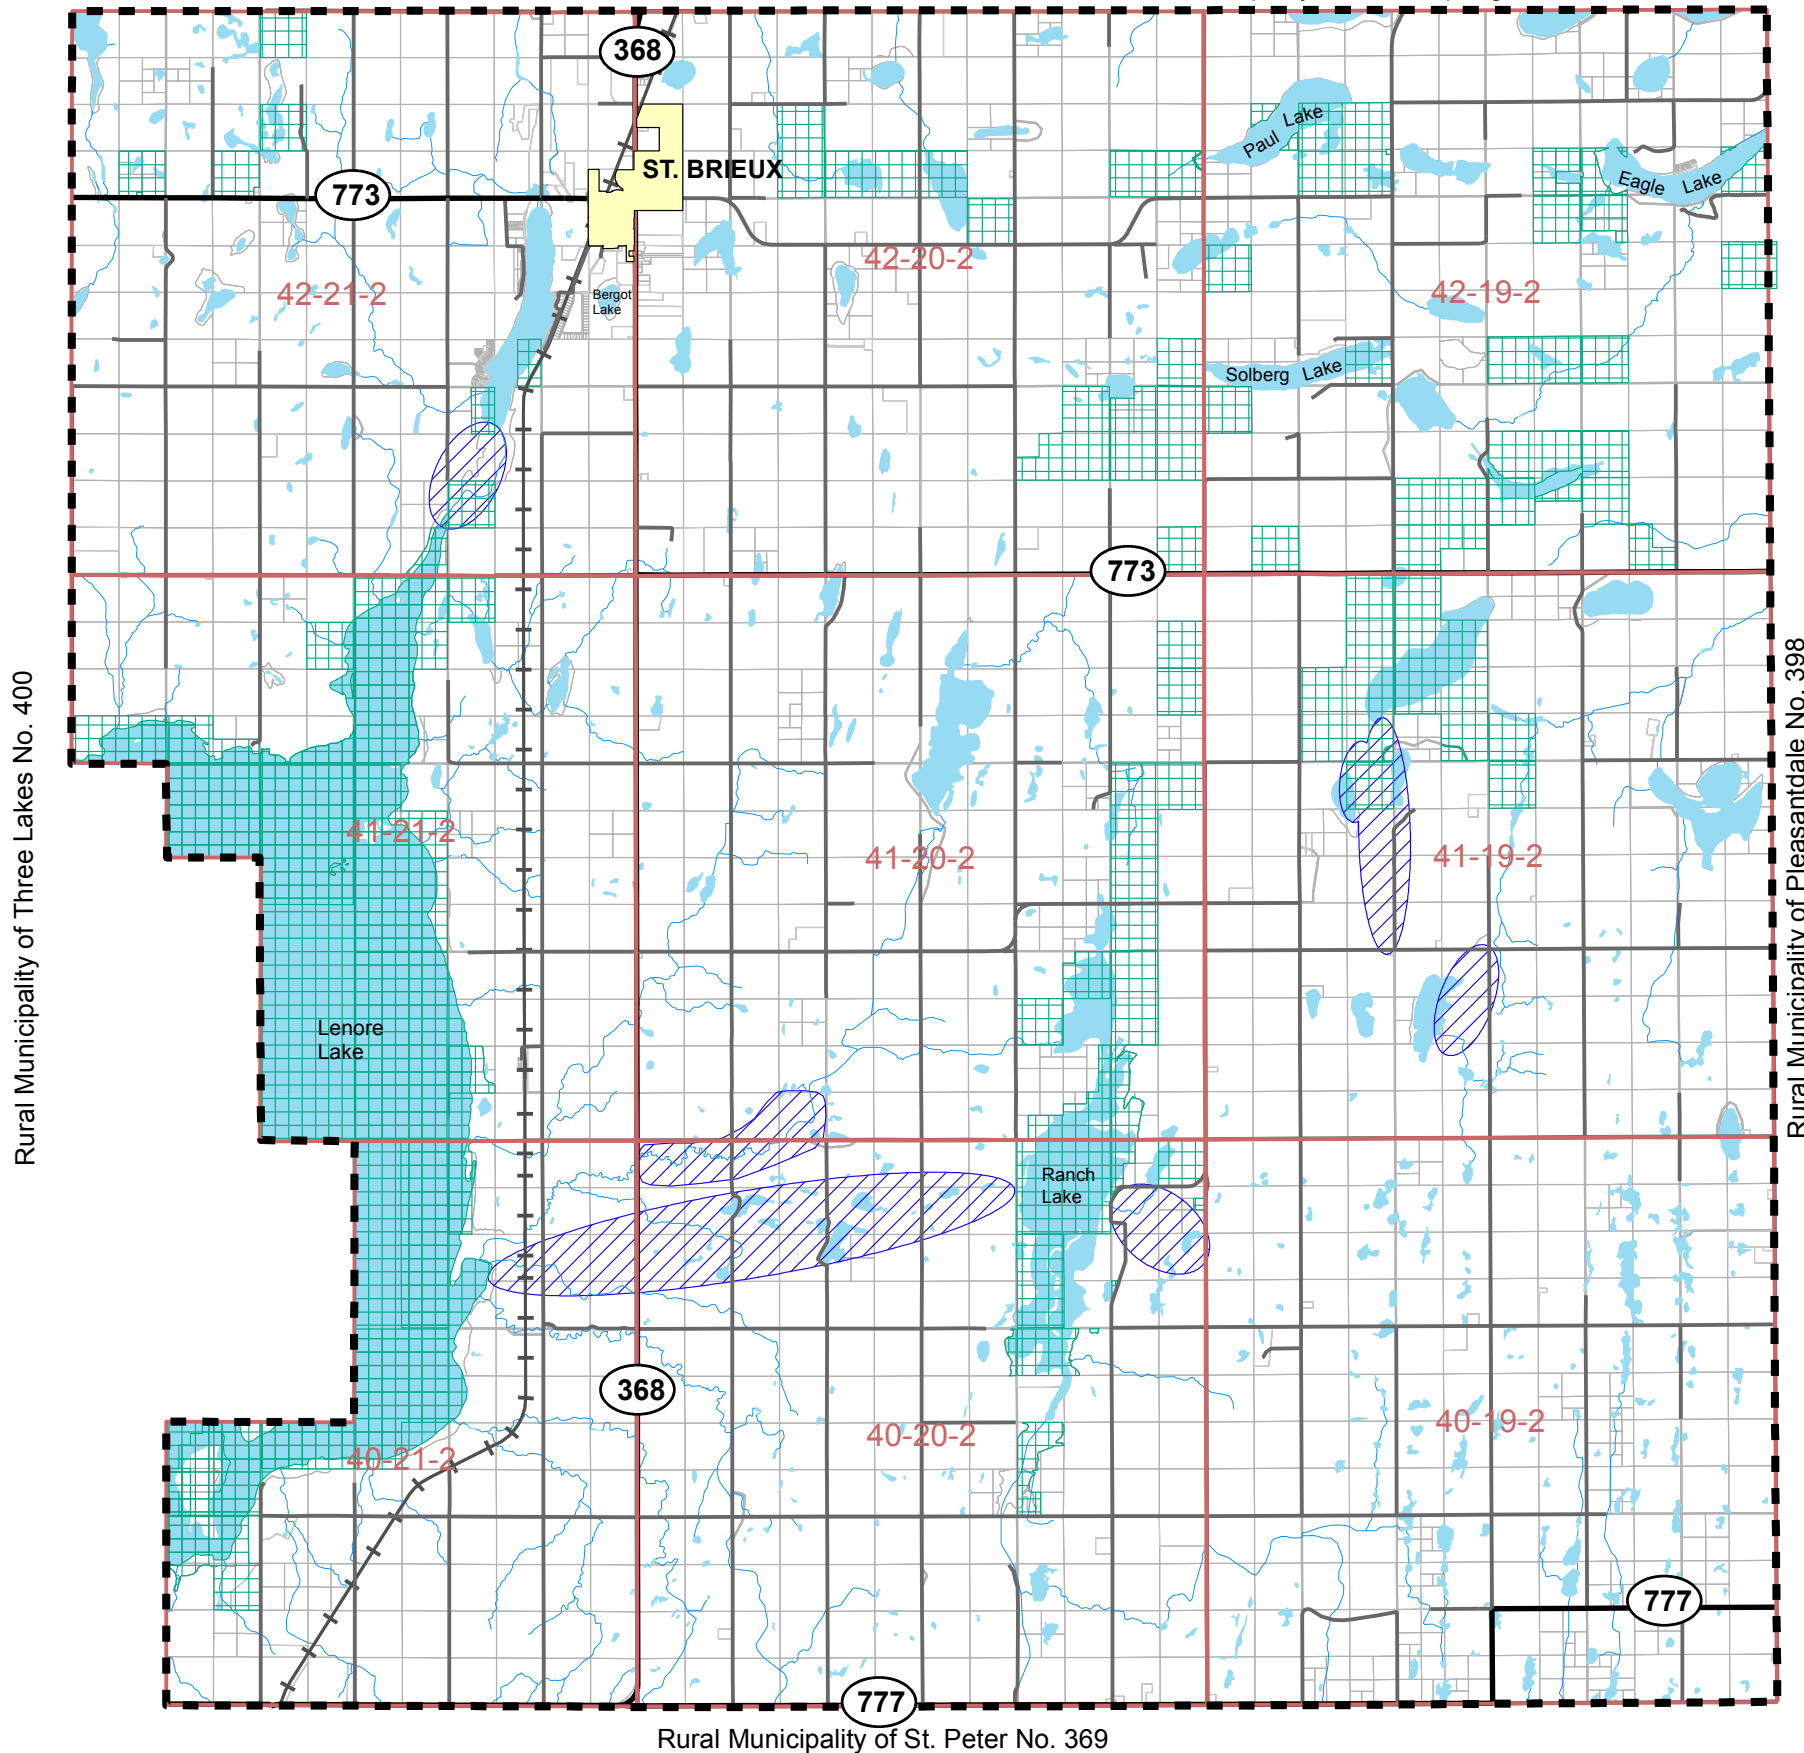 368
Paul Lake
ST. BRIEUX
Eagle Lake
773
42-20-2
42-21-2
42-19-2
Bergot
Lake
Solberg Lake
773
Rural Municipality of Three Lakes No. 400
Rural Municipality of Pleasantdale No. 398
41-21-2
41-20-2
41-19-2
Lenore
Lake
Ranch
Lake
368
40-21-2
40-20-2
40-19-2
777
777
Rural Municipality of St. Peter No. 369